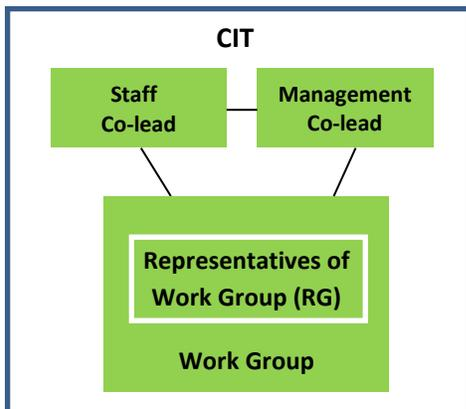 CIT
Staff
Co-lead
Management
Co-lead
Representatives of
Work Group (RG)
Work Group